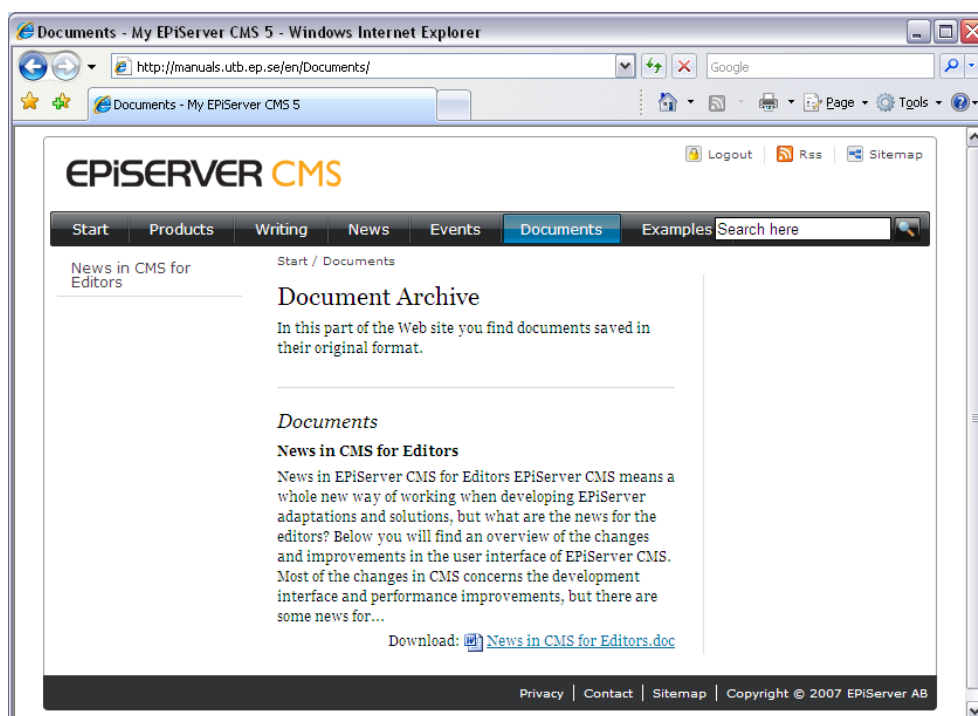 Documents - My EPiServer CMS 5 - Windows Internet Explorer
http://manuals.utb.ep.se/en/Documents/
Google
Documents - My EPiServer CMS 5
Page
Tools
Logout
Rss
Sitemap
EPiSERVER CMS
Start Products Writing News Events Documents Examples Search here
News in CMS for
Editors
Start / Documents
Document Archive
In this part of the Web site you find documents saved in
their original format.
Documents
News in CMS for Editors
News in EPiServer CMS for Editors EPiServer CMS means a
whole new way of working when developing EPiServer
adaptations and solutions, but what are the news for the
editors? Below you will find an overview of the changes
and improvements in the user interface of EPiServer CMS.
Most of the changes in CMS concerns the development
interface and performance improvements, but there are
some news for...
Download: News in CMS for Editors.doc
Privacy | Contact | Sitemap | Copyright © 2007 EPiServer AB